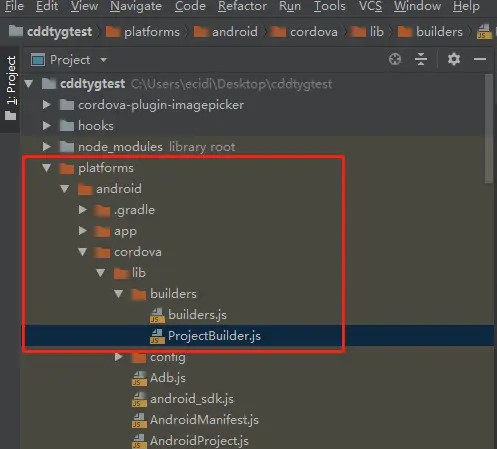 File Edit View Navigate Code Refactor Run Tools VCS Window Help
cddtygtest platforms android cordova lib builders
Project
1: Project
cddtygtest C:\Users\ecidi\Desktop\cddtygtest
cordova-plugin-imagepicker
hooks
node_modules library root
platforms
android
.gradle
app
cordova
lib
builders
builders.js
ProjectBuilder.js
config
Adb.js
android_sdk.js
AndroidManifest.js
AndroidProject.js